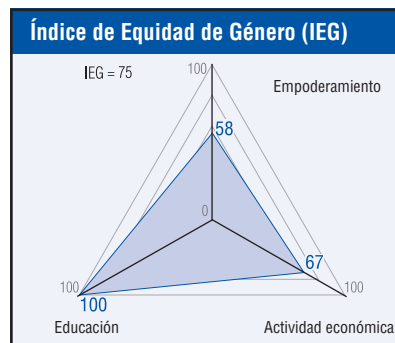 Índice de Equidad de Género (IEG)
IEG = 75
100
Empoderamiento
58
0
67
100
100
100
Educación
Actividad económica